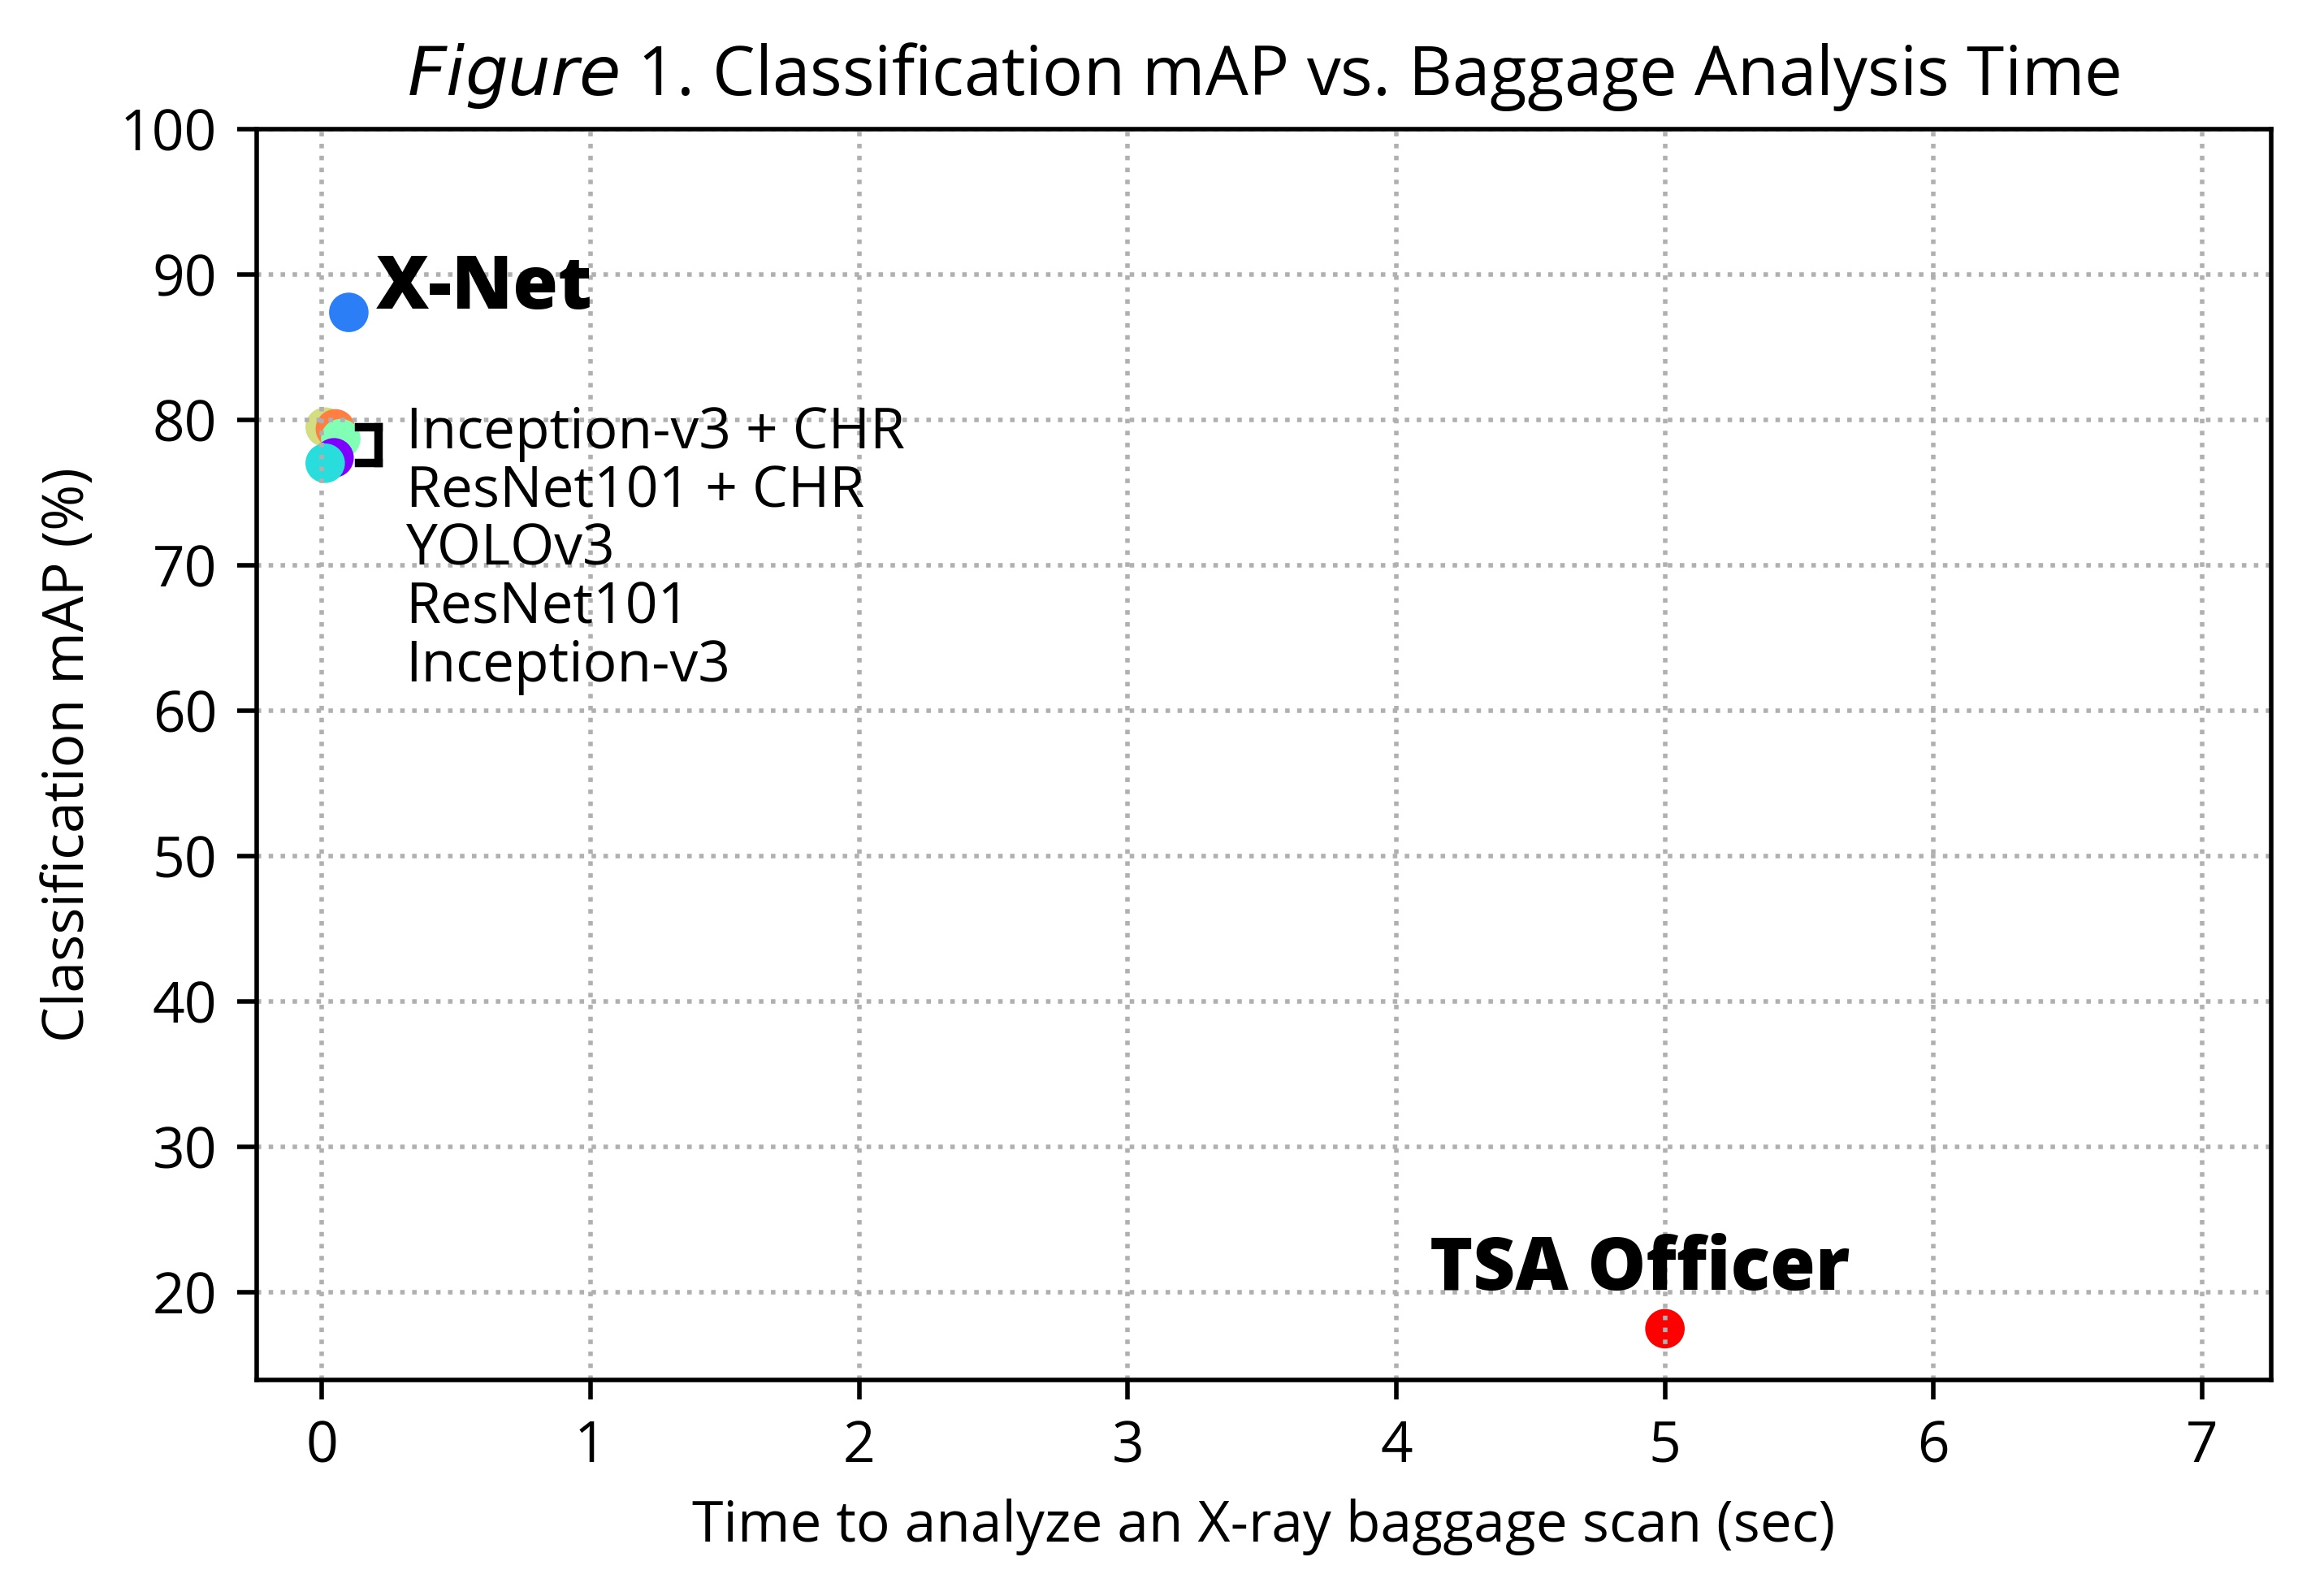 Figure 1. Classification mAP vs. Baggage Analysis Time
100
90
80
70
60
50
40
30
20
Classification mAP (%)
X-Net
Inception-v3 + CHR
ResNet101 + CHR
YOLOv3
ResNet101
Inception-v3
TSA Officer
0 1 2 3 4 5 6 7
Time to analyze an X-ray baggage scan (sec)